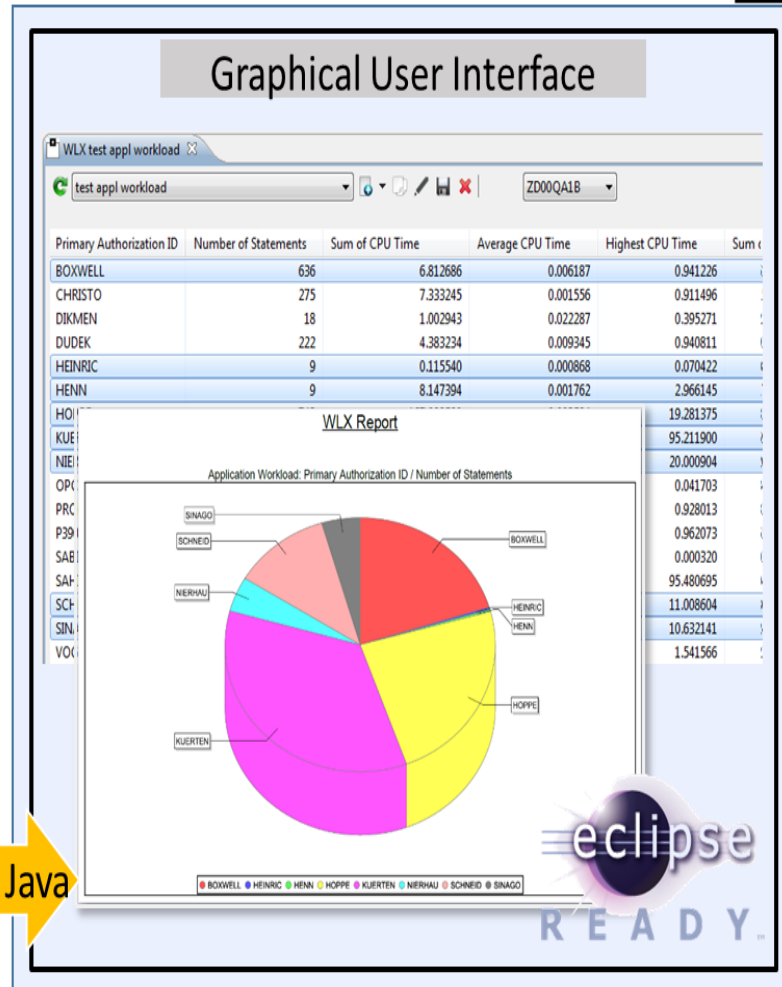 Graphical User Interface
WLX test appl workload
test appl workload ZD00QA1B
Primary Authorization ID Number of Statements Sum of CPU Time Average CPU Time Highest CPU Time Sum
BOXWELL 636 6.812686 0.006187 0.941226
CHRISTO 275 7.333245 0.001556 0.911496
DIKMEN 18 1.002943 0.022287 0.395271
DUDEK 222 4.383234 0.009345 0.940811
HEINRIC 9 0.115540 0.000868 0.070422
HENN 9 8.147394 0.001762 2.966145
19.281375
95.211900
20.000904
0.041703
0.928013
0.962073
0.000320
95.480695
11.008604
10.632141
1.541566
WLX Report
Application Workload: Primary Authorization ID / Number of Statements
SINAGO
SCHNEID
BOXWELL
NIERHAU
HEINRIC
HENN
HOPPE
KUERTEN
BOXWELL HEINRIC HENN HOPPE KUERTEN NIERHAU SCHNEID SINAGO
Java
eclipse
READY